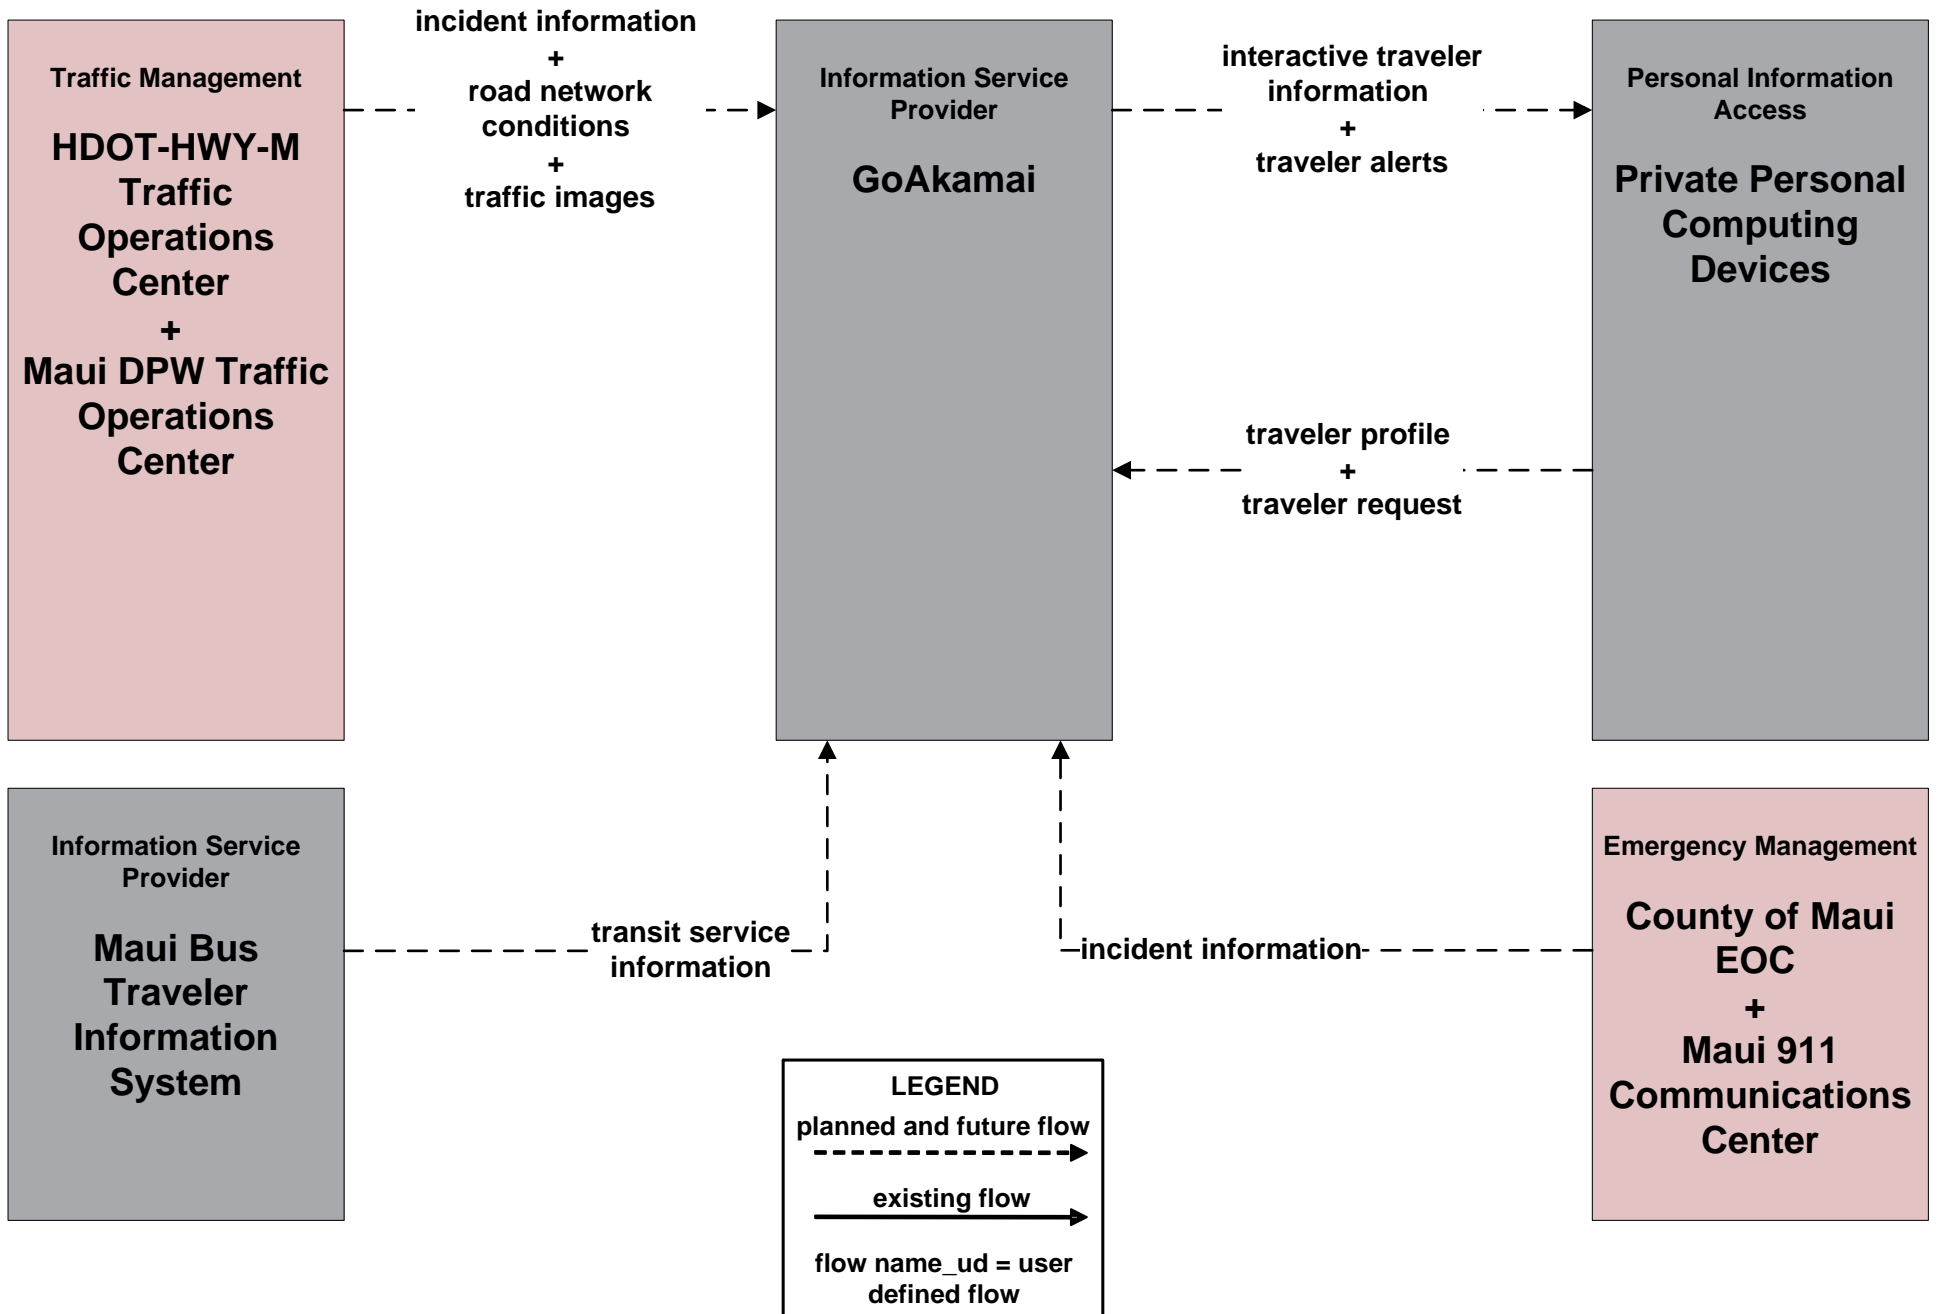 Traffic Management
HDOT-HWY-M
Traffic
Operations
Center
+
Maui DPW Traffic
Operations
Center
incident information
+
road network
conditions
+
traffic images
Information Service
Provider
GoAkamai
interactive traveler
information
+
traveler alerts
traveler profile
+
traveler request
Personal Information
Access
Private Personal
Computing
Devices
Information Service
Provider
Maui Bus
Traveler
Information
System
transit service
information
incident information
Emergency Management
County of Maui
EOC
+
Maui 911
Communications
Center
LEGEND
planned and future flow
existing flow
flow name_ud = user
defined flow